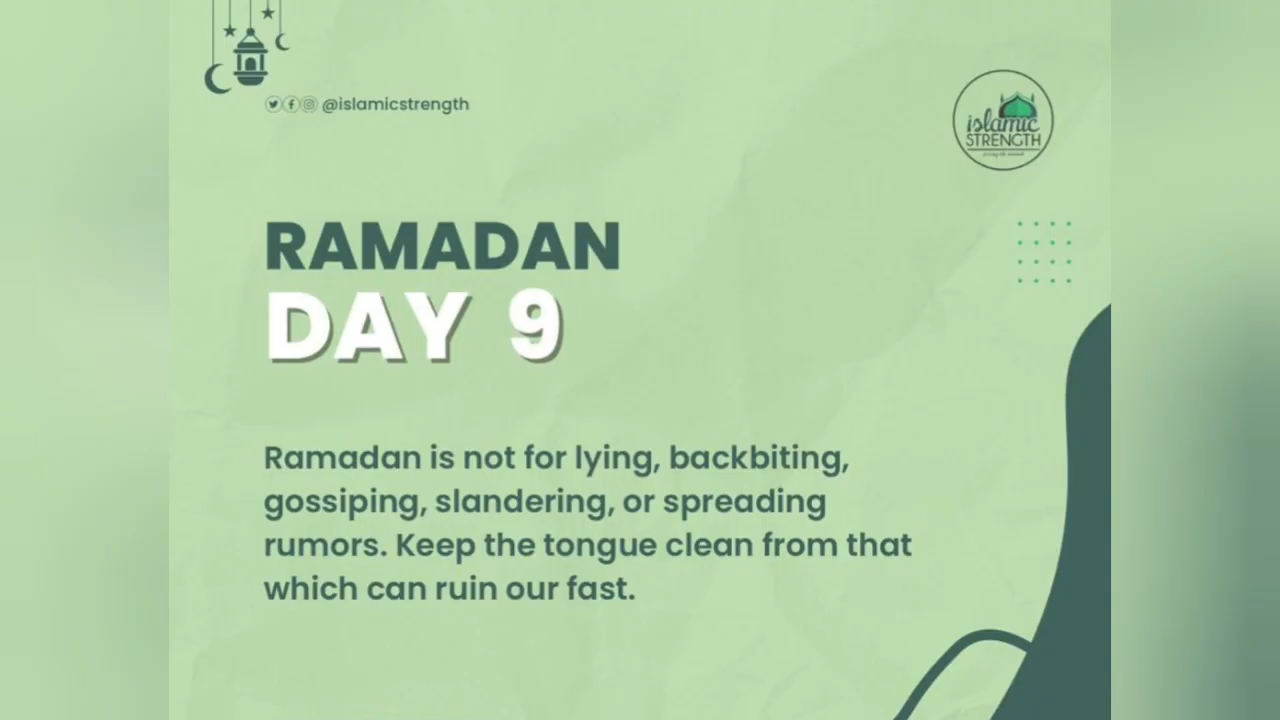 @islamicstrength
islamic
STRENGTH
RAMADAN
DAY 9
Ramadan is not for lying, backbiting,
gossiping, slandering, or spreading
rumors. Keep the tongue clean from that
which can ruin our fast.